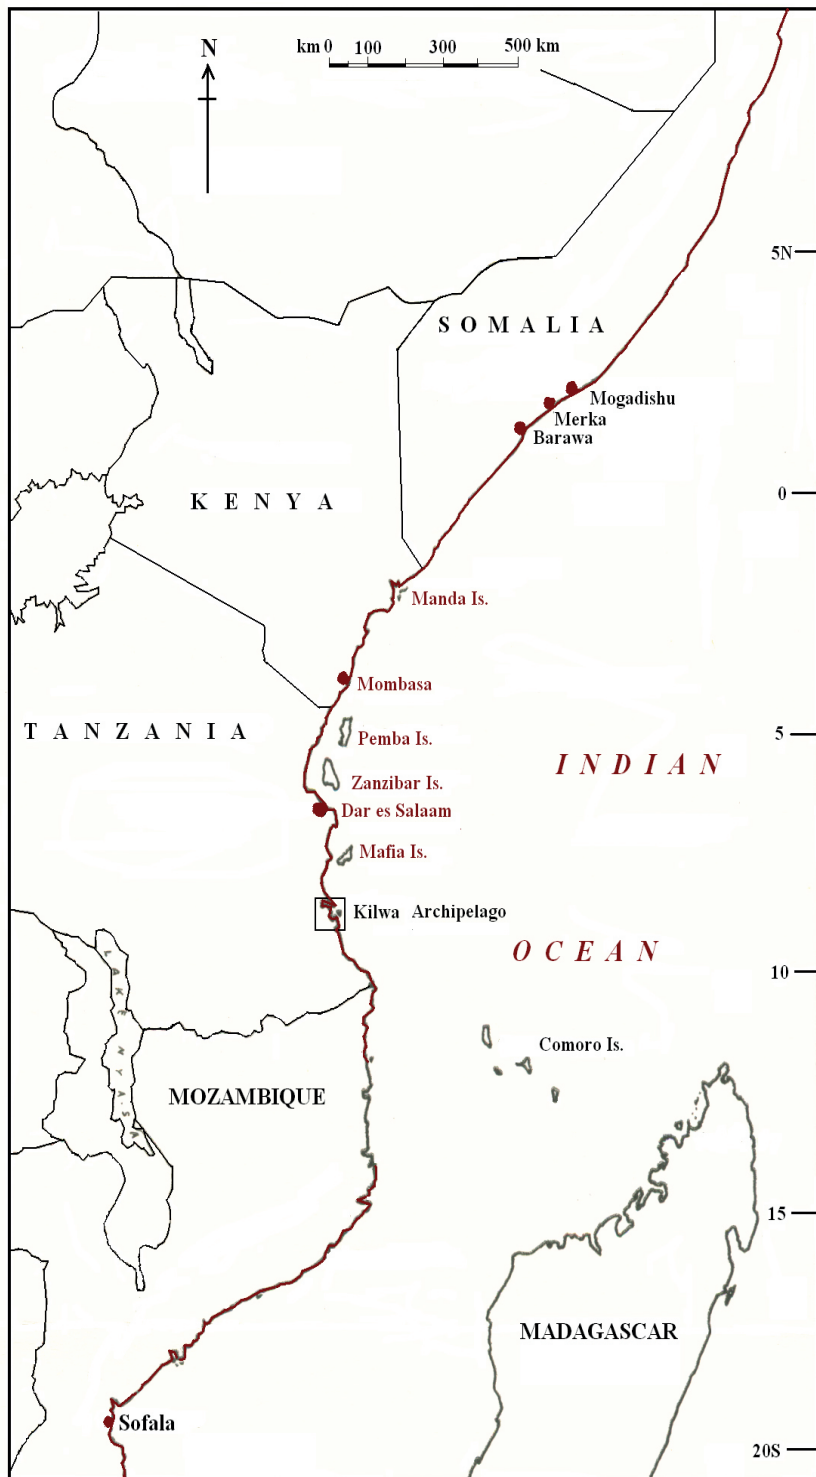 N
km 0 100 300 500 km
5N
SOMALIA
Mogadishu
Merka
Barawa
KENYA
0
Manda Is.
Mombasa
TANZANIA
Pemba Is.
5
INDIAN
Zanzibar Is.
Dar es Salaam
Mafia Is.
Kilwa Archipelago
OCEAN
LAKE NYASA
10
Comoro Is.
MOZAMBIQUE
15
MADAGASCAR
Sofala
20S